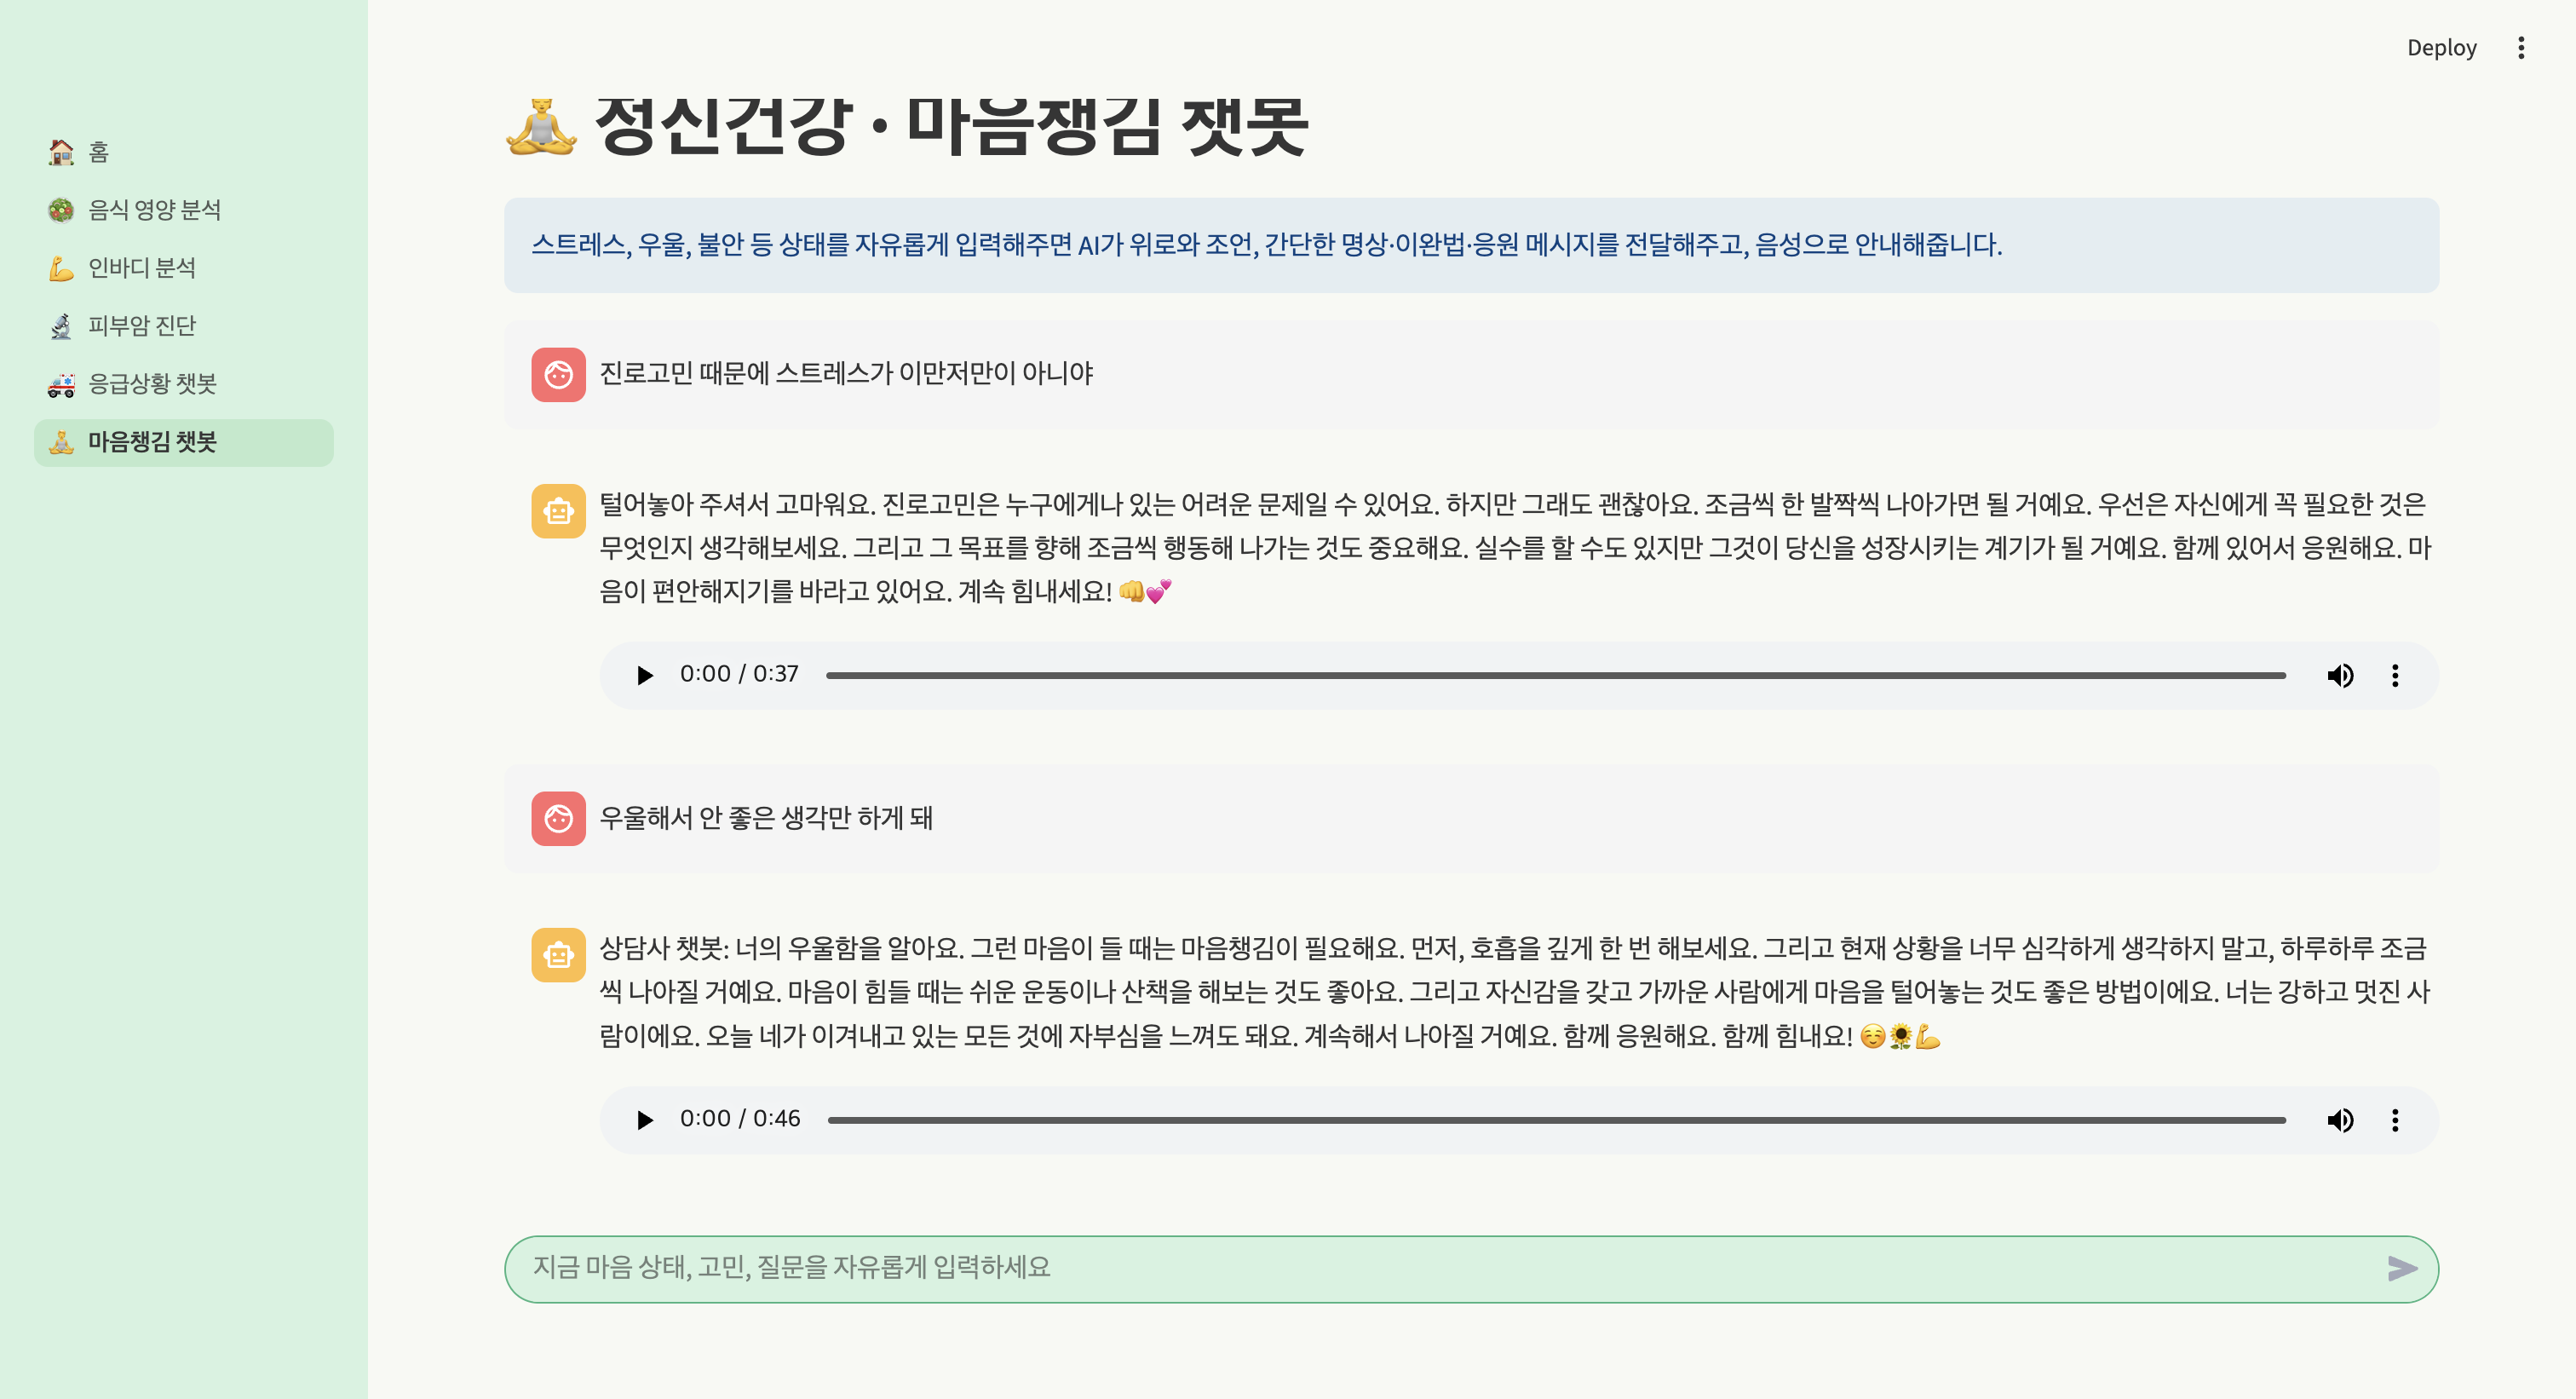 Deploy
홈
음식 영양 분석
인바디 분석
피부암 진단
응급상황 챗봇
마음챙김 챗봇
정신건강 · 마음챙김 챗봇
스트레스, 우울, 불안 등 상태를 자유롭게 입력해주면 AI가 위로와 조언, 간단한 명상·이완법·응원 메시지를 전달해주고, 음성으로 안내해줍니다.
진로고민 때문에 스트레스가 이만저만이 아니야
털어놓아 주셔서 고마워요. 진로고민은 누구에게나 있는 어려운 문제일 수 있어요. 하지만 그래도 괜찮아요. 조금씩 한 발짝씩 나아가면 될 거예요. 우선은 자신에게 꼭 필요한 것은
무엇인지 생각해보세요. 그리고 그 목표를 향해 조금씩 행동해 나가는 것도 중요해요. 실수를 할 수도 있지만 그것이 당신을 성장시키는 계기가 될 거예요. 함께 있어서 응원해요. 마
음이 편안해지기를 바라고 있어요. 계속 힘내세요! 👊💕
0:00 / 0:37
우울해서 안 좋은 생각만 하게 돼
상담사 챗봇: 너의 우울함을 알아요. 그런 마음이 들 때는 마음챙김이 필요해요. 먼저, 호흡을 깊게 한 번 해보세요. 그리고 현재 상황을 너무 심각하게 생각하지 말고, 하루하루 조금
씩 나아질 거예요. 마음이 힘들 때는 쉬운 운동이나 산책을 해보는 것도 좋아요. 그리고 자신감을 갖고 가까운 사람에게 마음을 털어놓는 것도 좋은 방법이에요. 너는 강하고 멋진 사
람이에요. 오늘 네가 이겨내고 있는 모든 것에 자부심을 느껴도 돼요. 계속해서 나아질 거예요. 함께 응원해요. 함께 힘내요! ☺️🌻💪
0:00 / 0:46
지금 마음 상태, 고민, 질문을 자유롭게 입력하세요